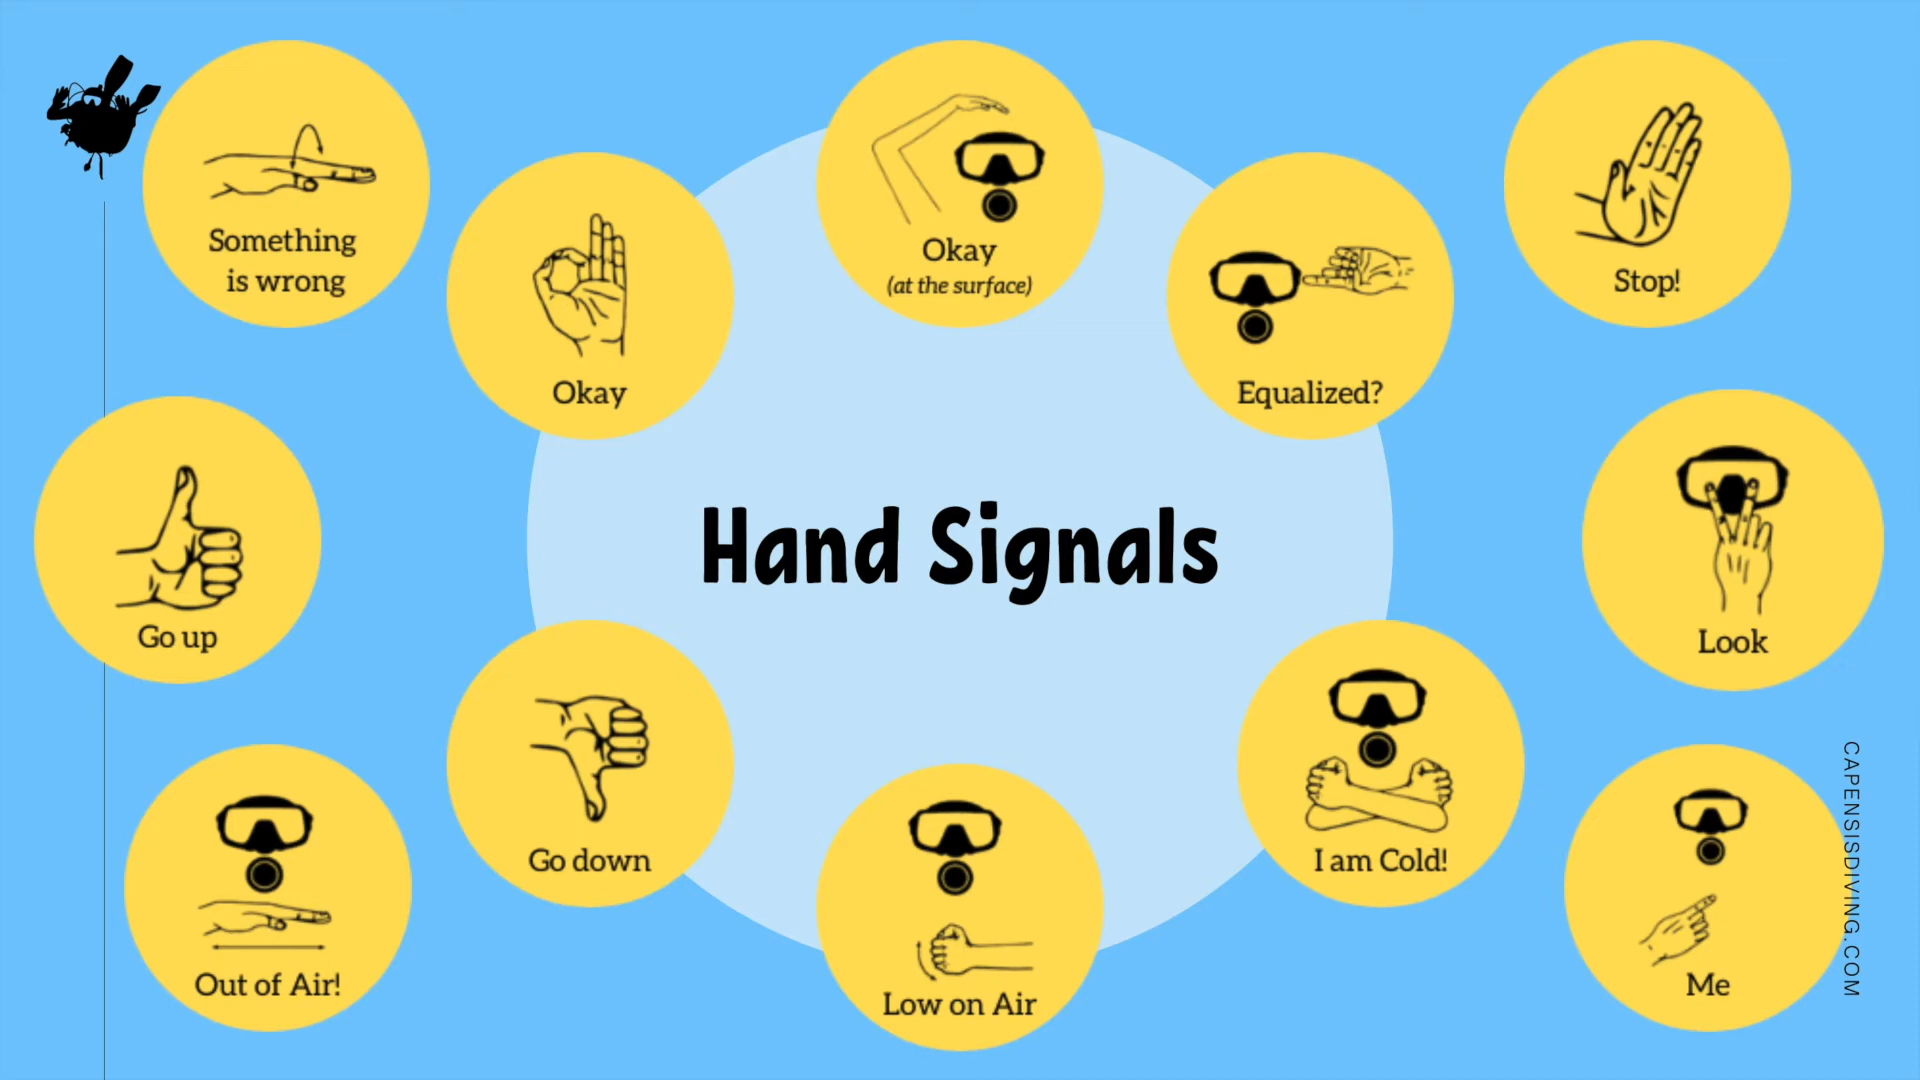 Something
is wrong
Okay
Okay
(at the surface)
Equalized?
Stop!
Go up
Hand Signals
Look
Go down
I am Cold!
Out of Air!
Low on Air
Me
CAPENSISDIVING.COM